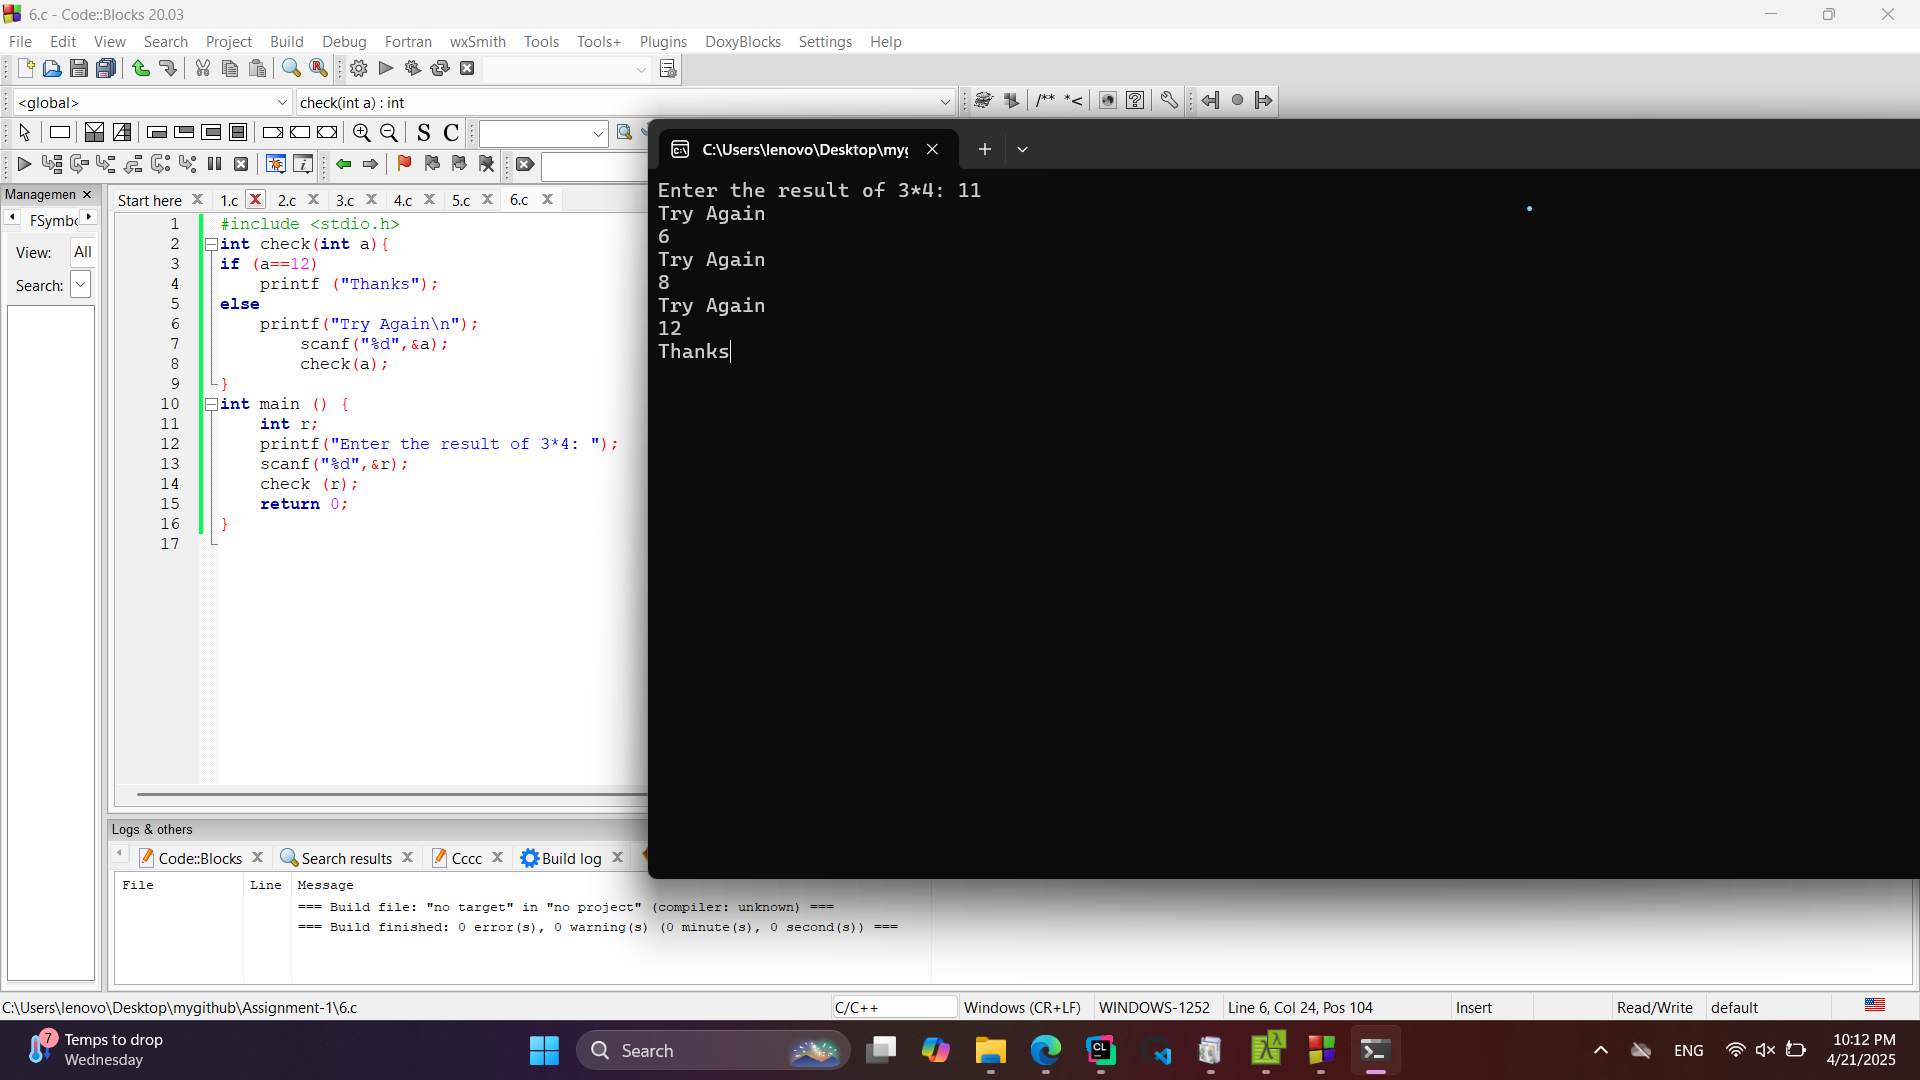 6.c - Code::Blocks 20.03
File Edit View Search Project Build Debug Fortran wxSmith Tools Tools+ Plugins DoxyBlocks Settings Help
<global>
check(int a) : int
/** *<
S C
C:\Users\lenovo\Desktop\myg
Managemen
FSymbo
View: All
Search:
Start here 1.c 2.c 3.c 4.c 5.c 6.c
1 #include <stdio.h>
2 int check(int a){
3 if (a==12)
4 printf ("Thanks");
5 else
6 printf("Try Again\n");
7 scanf("%d",&a);
8 check(a);
9 }
10 int main () {
11 int r;
12 printf("Enter the result of 3*4: ");
13 scanf("%d",&r);
14 check (r);
15 return 0;
16 }
17
Enter the result of 3*4: 11
Try Again
6
Try Again
8
Try Again
12
Thanks
Logs & others
Code::Blocks Search results Cccc Build log
File Line Message
=== Build file: "no target" in "no project" (compiler: unknown) ===
=== Build finished: 0 error(s), 0 warning(s) (0 minute(s), 0 second(s)) ===
C:\Users\lenovo\Desktop\mygithub\Assignment-1\6.c C/C++ Windows (CR+LF) WINDOWS-1252 Line 6, Col 24, Pos 104 Insert Read/Write default
7
Temps to drop
Wednesday
Search
CL
ENG
10:12 PM
4/21/2025